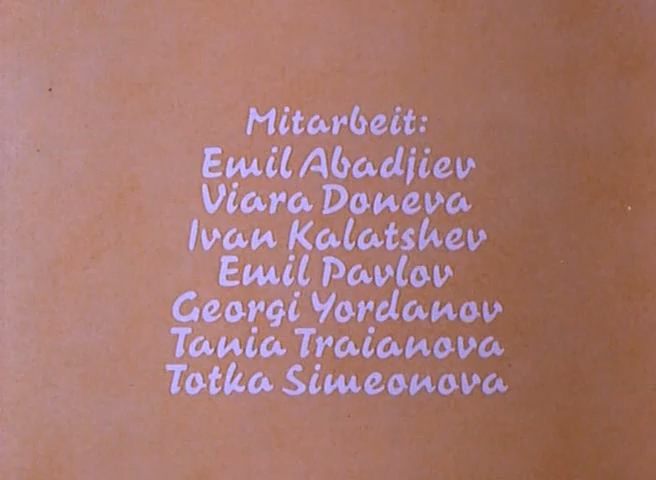 Mitarbeit:
Emil Abadjiev
Viara Doneva
Ivan Kalatshev
Emil Pavlov
Georgi Yordanov
Tania Traianova
Totka Simeonova